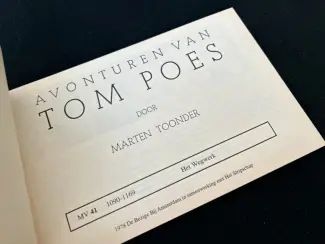 AVONTUREN VAN
TOM POES
DOOR
MARTEN TOONDER
MV 41 1090-1169 Het Wegwerk
1978 De Bezige Bij Amsterdam in samenwerking met Het Stripschap